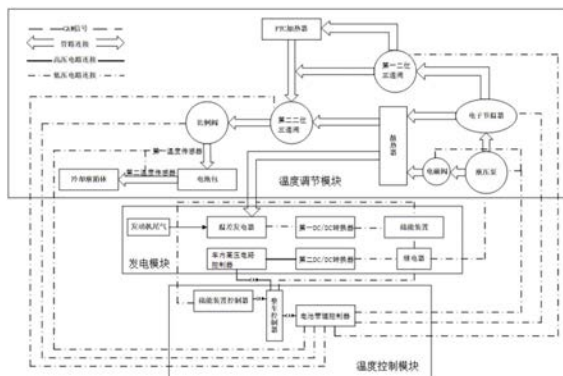 CAN信号
管路连接
高压电路连接
低压电路连接
PTC加热器
第一二位三通阀
第二二位三通阀
比例阀
散热器
电子节温器
第一温度传感器
第二温度传感器
冷却液箱体
电池包
电磁阀
液压泵
温度调节模块
发动机尾气
温差发电器
第一DC/DC转换器
储能装置
车内高压电路控制器
第二DC/DC转换器
继电器
发电模块
储能装置控制器
整车控制器
电池管理控制器
温度控制模块